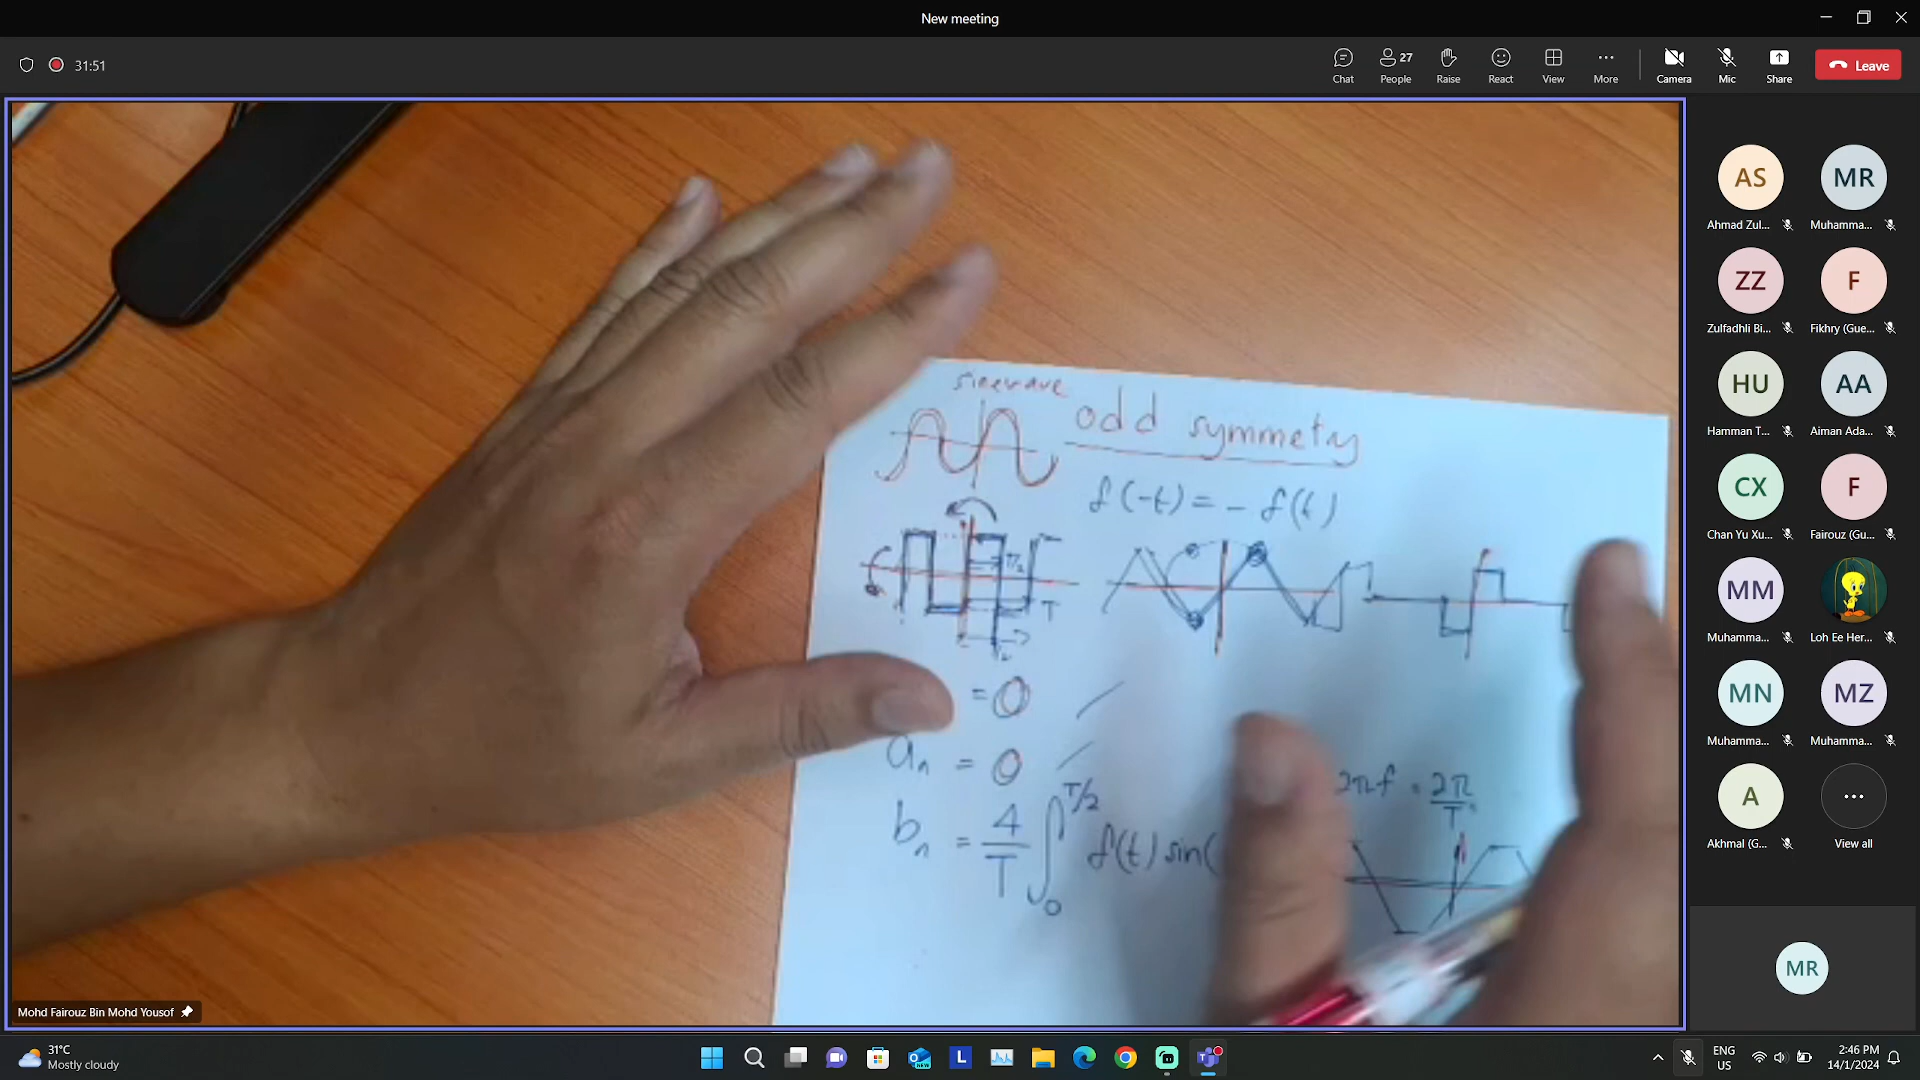 New meeting
31:51
Chat
27
People
Raise
React
View
More
Camera
Mic
Share
Leave
sinewave
odd symmetry
f(-t) = - f(t)
T/2
T
= 0
an = 0
2πf = 2π/T
bn = 4/T ∫0 T/2 f(t) sin(
AS
MR
Ahmad Zul...
Muhamma...
ZZ
F
Zulfadhli Bi...
Fikhry (Gue...
HU
AA
Hamman T...
Aiman Ada...
CX
F
Chan Yu Xu...
Fairouz (Gu...
MM
Muhamma...
Loh Ee Her...
MN
MZ
Muhamma...
Muhamma...
A
...
Akhmal (G...
View all
MR
Mohd Fairouz Bin Mohd Yousof
31°C
Mostly cloudy
NEW
L
ENG
US
2:46 PM
14/1/2024